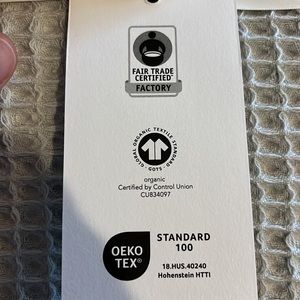 FAIR TRADE
CERTIFIED
FACTORY
GLOBAL ORGANIC TEXTILE STANDARD
GOTS
organic
Certified by Control Union
CU834097
OEKO
TEX®
STANDARD
100
18.HUS.40240
Hohenstein HTTI